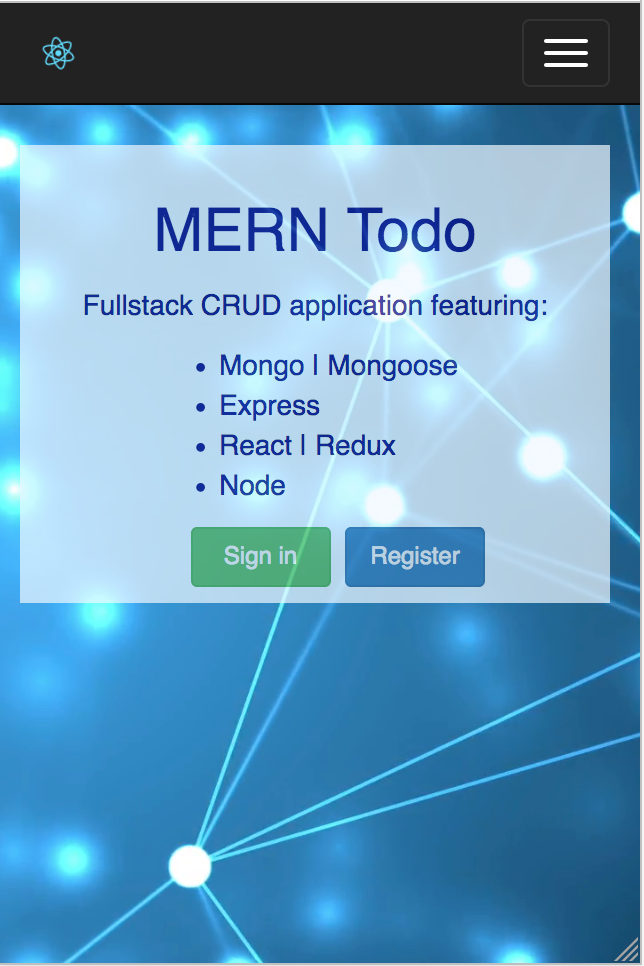 MERN Todo
Fullstack CRUD application featuring:
Mongo | Mongoose
Express
React | Redux
Node
Sign in
Register